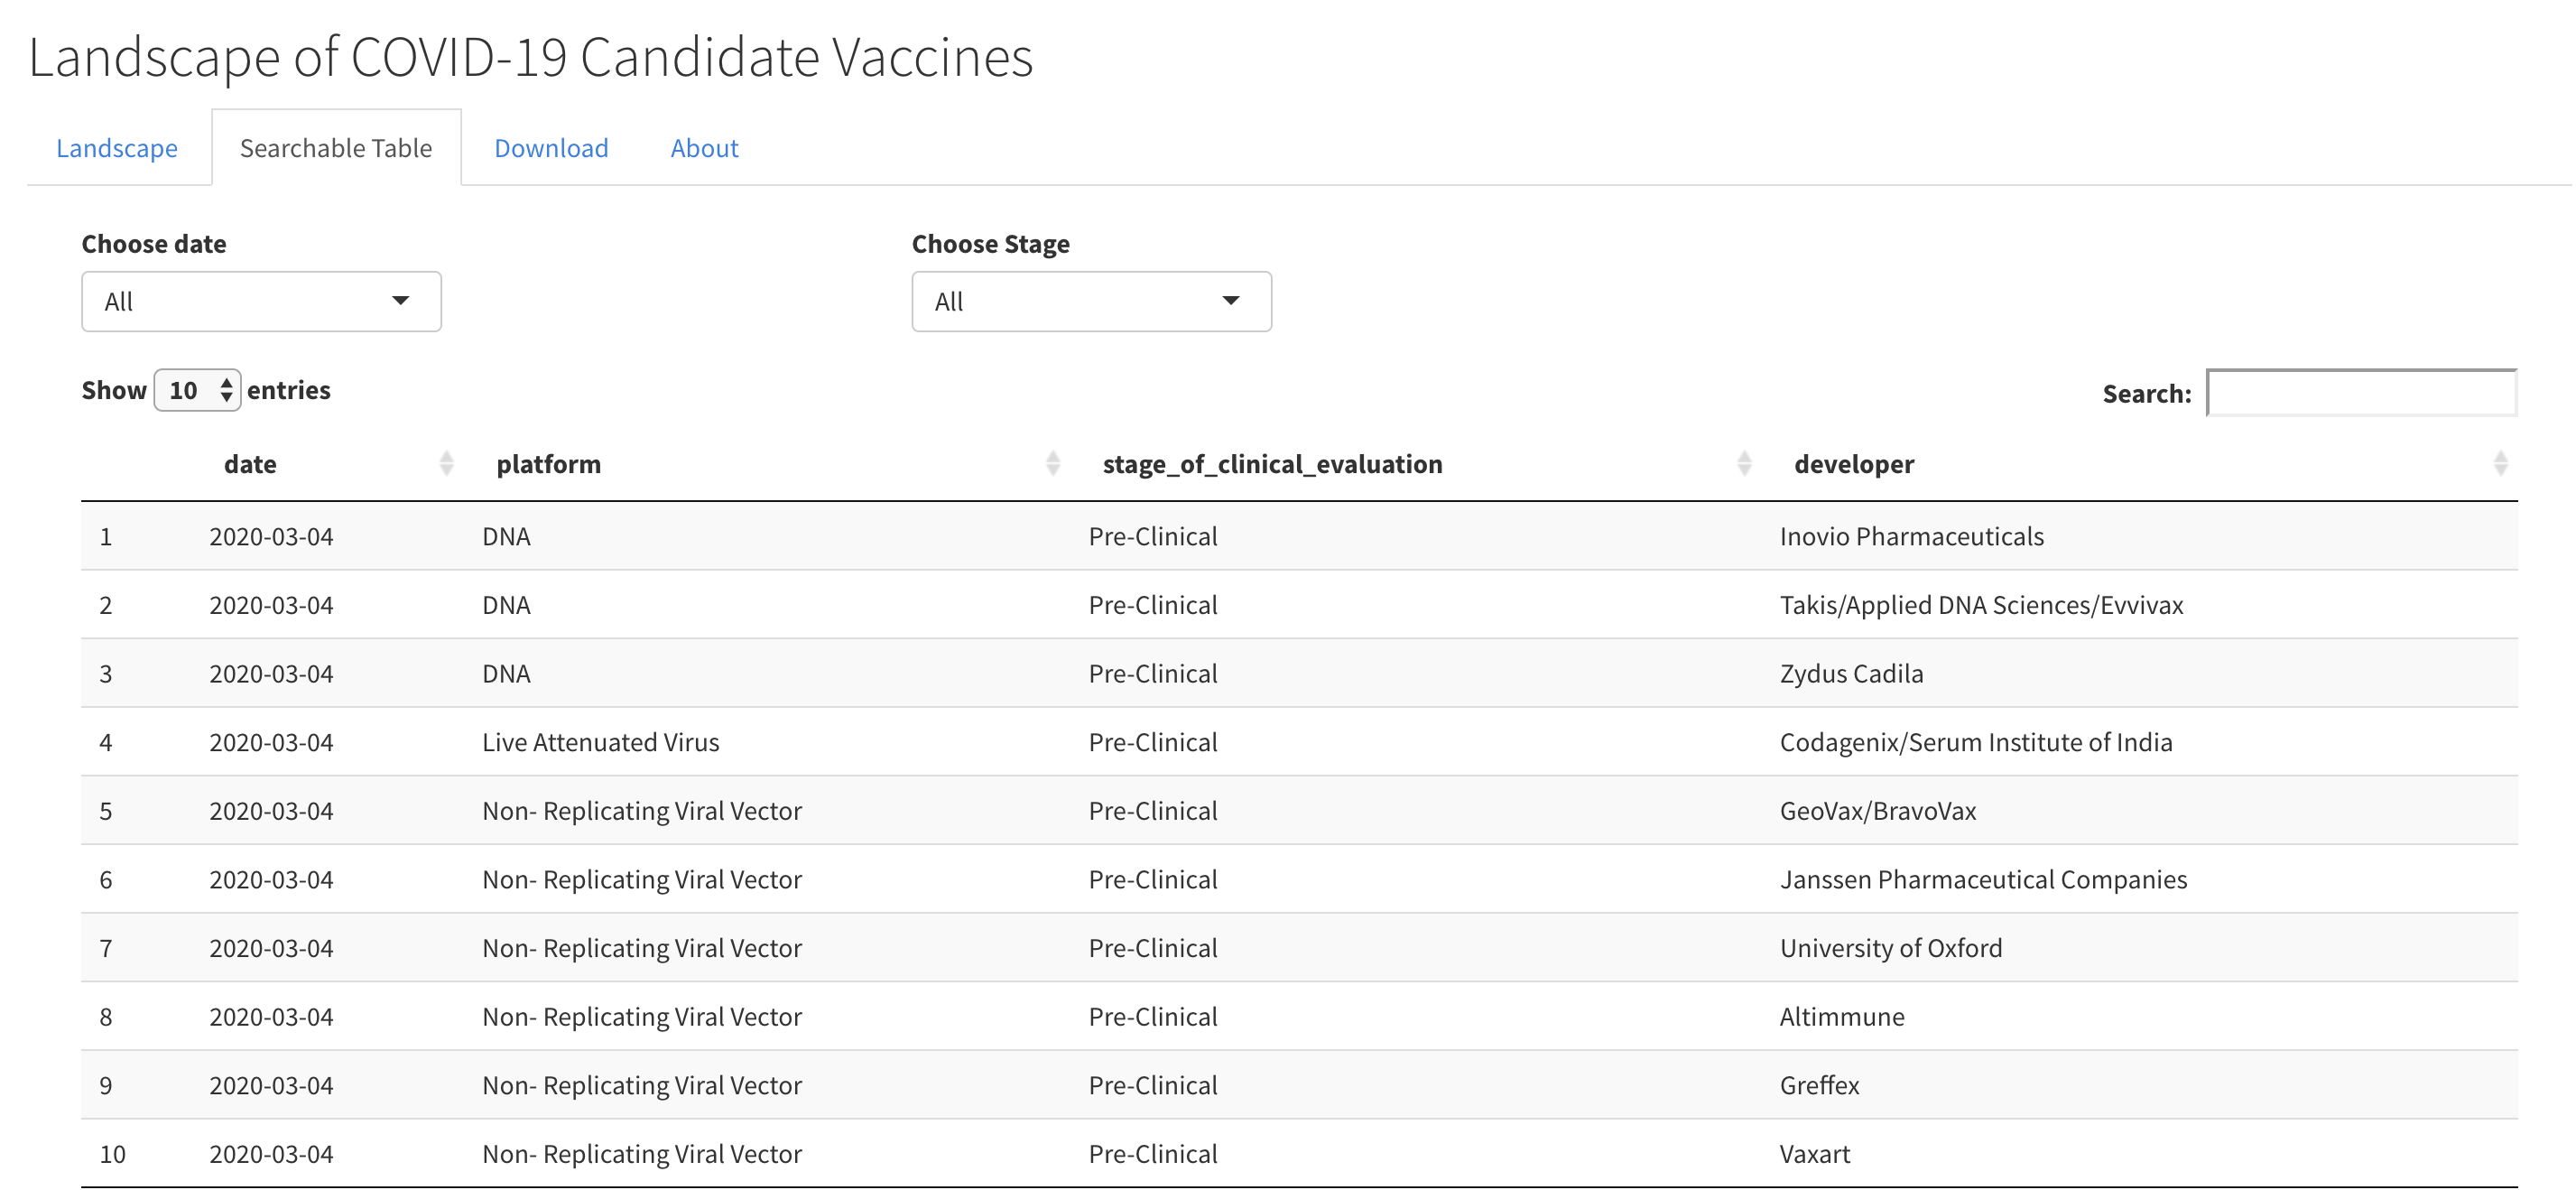 Landscape of COVID-19 Candidate Vaccines
Landscape Searchable Table Download About
Choose date Choose Stage
All All
Show 10 entries Search:
date platform stage_of_clinical_evaluation developer
1 2020-03-04 DNA Pre-Clinical Inovio Pharmaceuticals
2 2020-03-04 DNA Pre-Clinical Takis/Applied DNA Sciences/Evvivax
3 2020-03-04 DNA Pre-Clinical Zydus Cadila
4 2020-03-04 Live Attenuated Virus Pre-Clinical Codagenix/Serum Institute of India
5 2020-03-04 Non- Replicating Viral Vector Pre-Clinical GeoVax/BravoVax
6 2020-03-04 Non- Replicating Viral Vector Pre-Clinical Janssen Pharmaceutical Companies
7 2020-03-04 Non- Replicating Viral Vector Pre-Clinical University of Oxford
8 2020-03-04 Non- Replicating Viral Vector Pre-Clinical Altimmune
9 2020-03-04 Non- Replicating Viral Vector Pre-Clinical Greffex
10 2020-03-04 Non- Replicating Viral Vector Pre-Clinical Vaxart